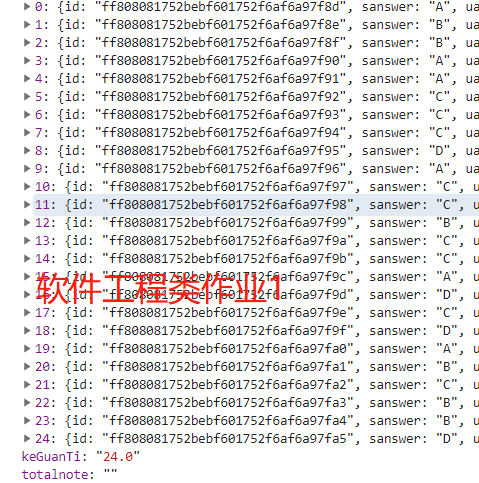 0: {id: "ff808081752bebf601752f6af6a97f8d", sanswer: "A", ua
1: {id: "ff808081752bebf601752f6af6a97f8e", sanswer: "B", ua
2: {id: "ff808081752bebf601752f6af6a97f8f", sanswer: "B", ua
3: {id: "ff808081752bebf601752f6af6a97f90", sanswer: "A", ua
4: {id: "ff808081752bebf601752f6af6a97f91", sanswer: "A", ua
5: {id: "ff808081752bebf601752f6af6a97f92", sanswer: "C", ua
6: {id: "ff808081752bebf601752f6af6a97f93", sanswer: "C", ua
7: {id: "ff808081752bebf601752f6af6a97f94", sanswer: "C", ua
8: {id: "ff808081752bebf601752f6af6a97f95", sanswer: "D", ua
9: {id: "ff808081752bebf601752f6af6a97f96", sanswer: "A", ua
10: {id: "ff808081752bebf601752f6af6a97f97", sanswer: "C", u
11: {id: "ff808081752bebf601752f6af6a97f98", sanswer: "C", u
12: {id: "ff808081752bebf601752f6af6a97f99", sanswer: "B", u
13: {id: "ff808081752bebf601752f6af6a97f9a", sanswer: "C", u
14: {id: "ff808081752bebf601752f6af6a97f9b", sanswer: "C", u
15: {id: "ff808081752bebf601752f6af6a97f9c", sanswer: "A", u
软件工程类作业1
16: {id: "ff808081752bebf601752f6af6a97f9d", sanswer: "D", u
17: {id: "ff808081752bebf601752f6af6a97f9e", sanswer: "C", u
18: {id: "ff808081752bebf601752f6af6a97f9f", sanswer: "D", u
19: {id: "ff808081752bebf601752f6af6a97fa0", sanswer: "A", u
20: {id: "ff808081752bebf601752f6af6a97fa1", sanswer: "B", u
21: {id: "ff808081752bebf601752f6af6a97fa2", sanswer: "C", u
22: {id: "ff808081752bebf601752f6af6a97fa3", sanswer: "B", u
23: {id: "ff808081752bebf601752f6af6a97fa4", sanswer: "B", u
24: {id: "ff808081752bebf601752f6af6a97fa5", sanswer: "D", u
keGuanTi: "24.0"
totalnote: ""